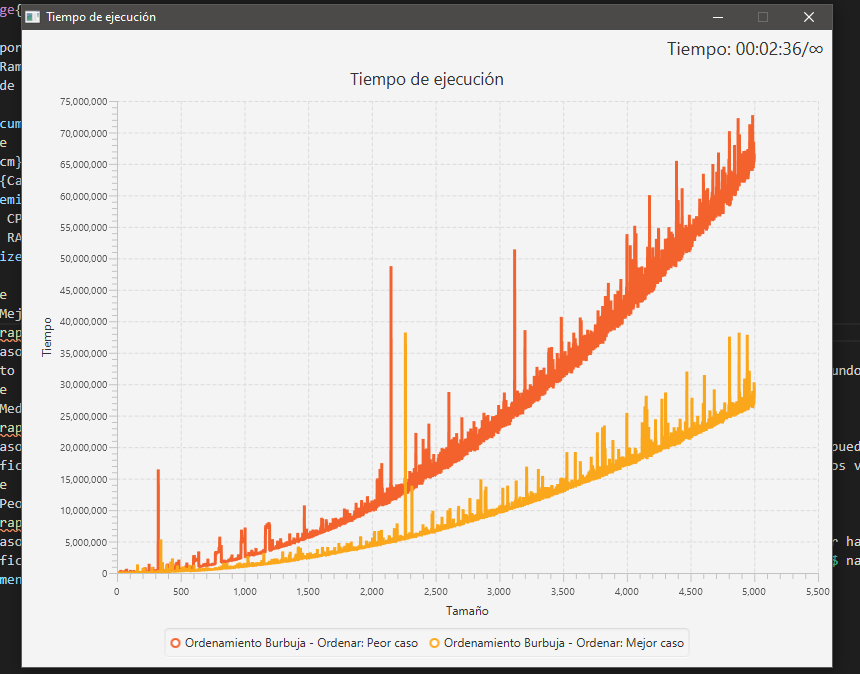 Tiempo de ejecución
Tiempo: 00:02:36/∞
Tiempo de ejecución
75,000,000
70,000,000
65,000,000
60,000,000
55,000,000
50,000,000
45,000,000
40,000,000
35,000,000
30,000,000
25,000,000
20,000,000
15,000,000
10,000,000
5,000,000
0
Tiempo
0 500 1,000 1,500 2,000 2,500 3,000 3,500 4,000 4,500 5,000 5,500
Tamaño
Ordenamiento Burbuja - Ordenar: Peor caso Ordenamiento Burbuja - Ordenar: Mejor caso